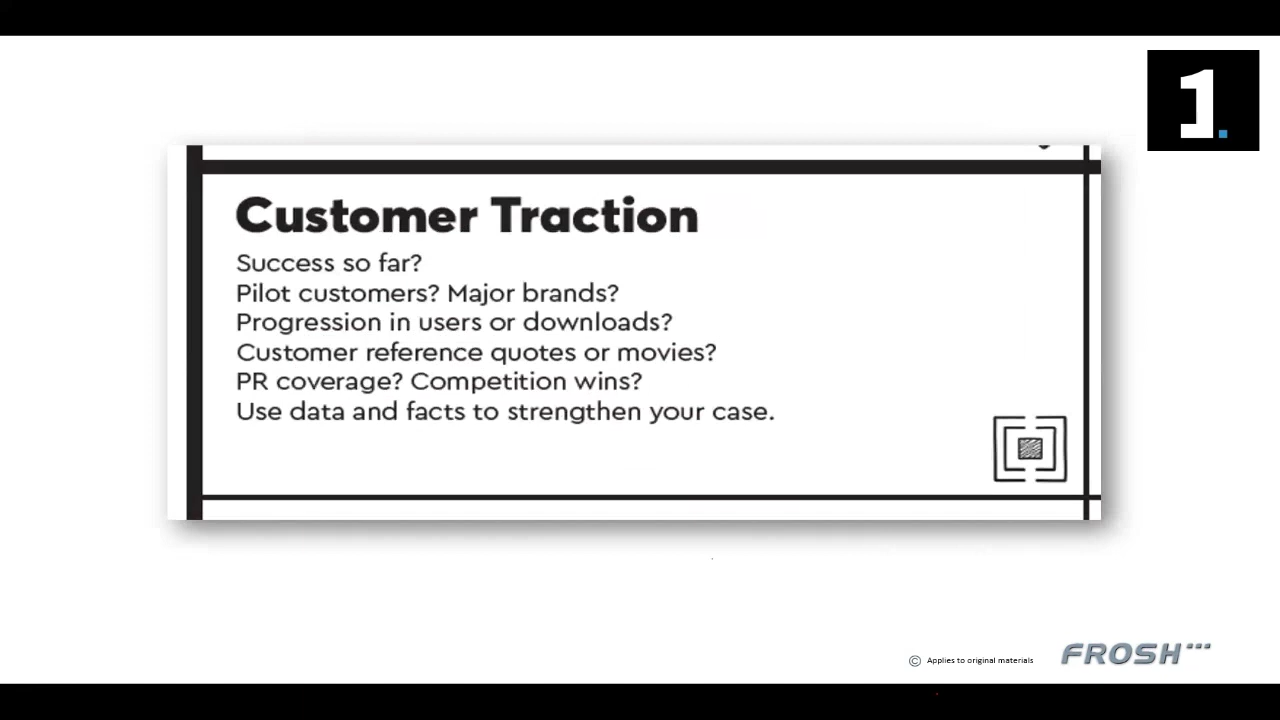 1.
Customer Traction
Success so far?
Pilot customers? Major brands?
Progression in users or downloads?
Customer reference quotes or movies?
PR coverage? Competition wins?
Use data and facts to strengthen your case.
© Applies to original materials
FROSH